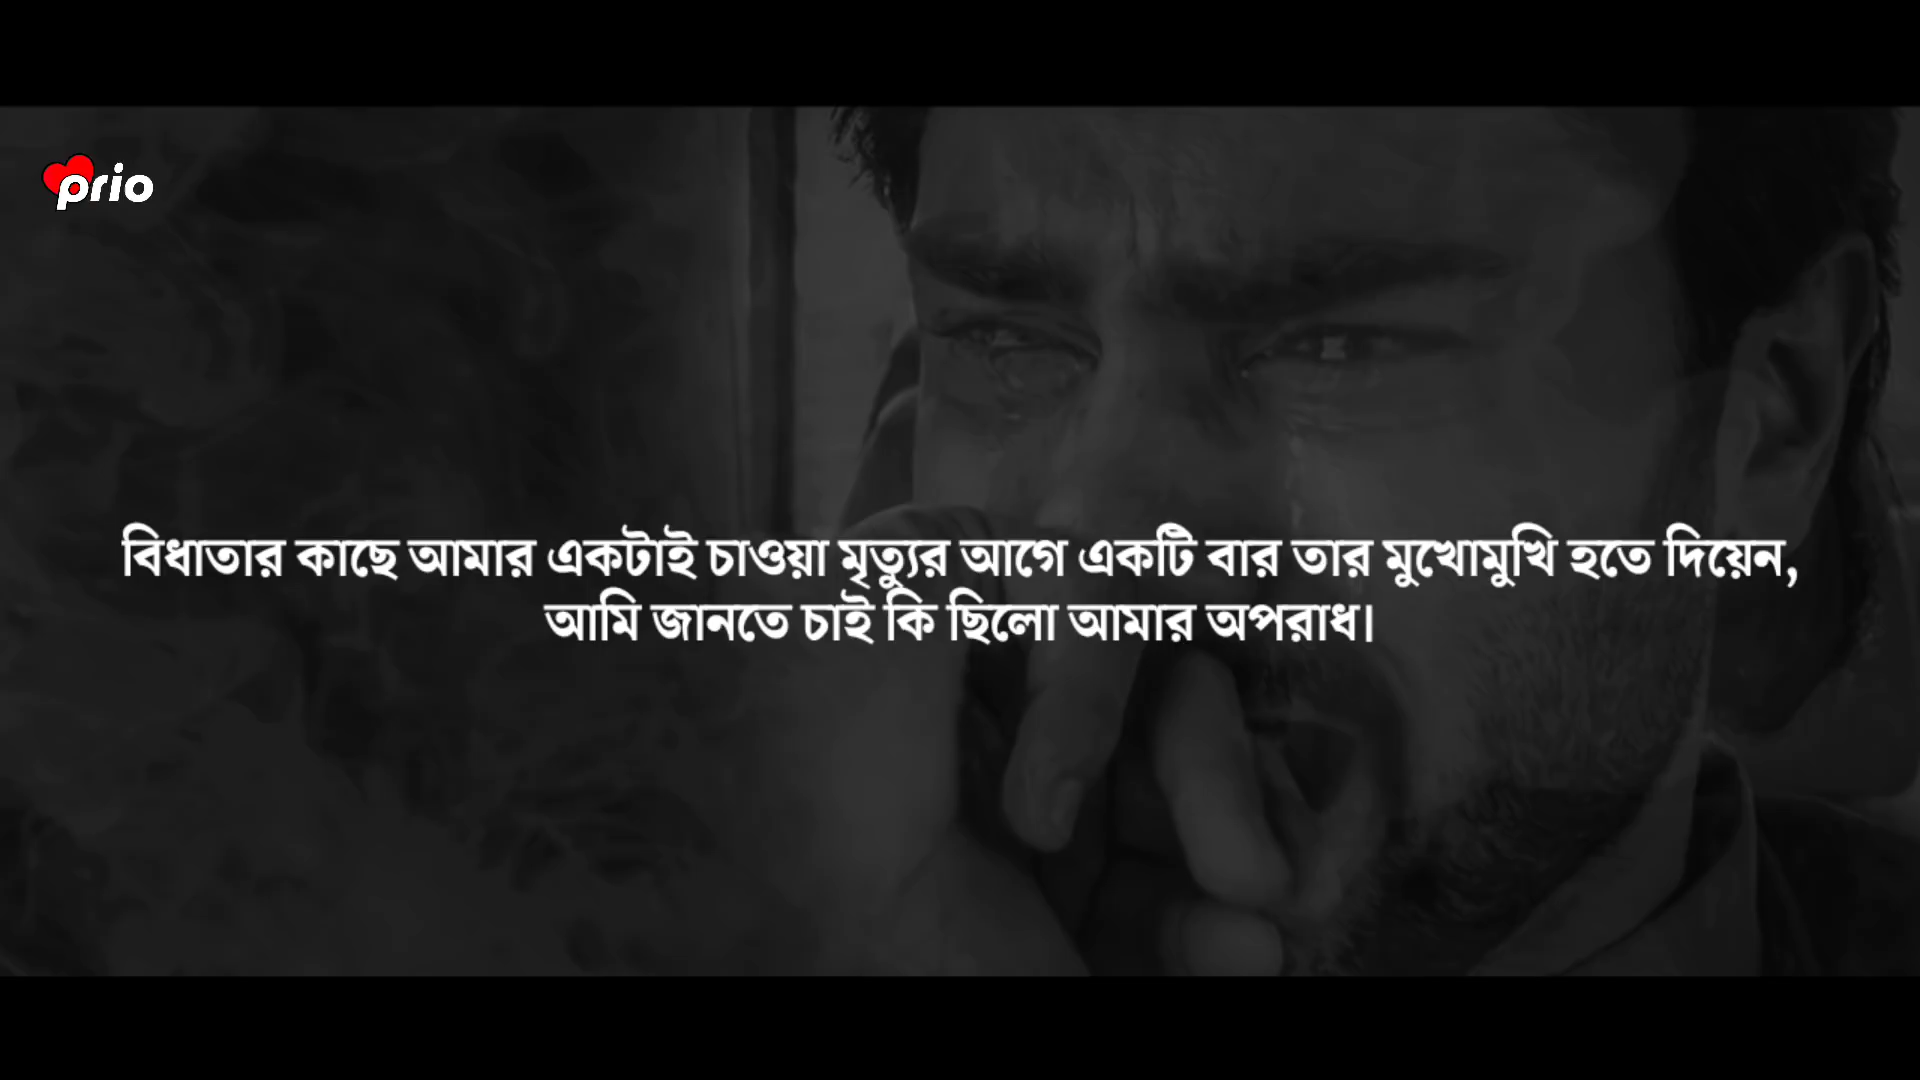 prio
বিধাতার কাছে আমার একটাই চাওয়া মৃত্যুর আগে একটি বার তার মুখোমুখি হতে দিয়েন,
আমি জানতে চাই কি ছিলো আমার অপরাধ।